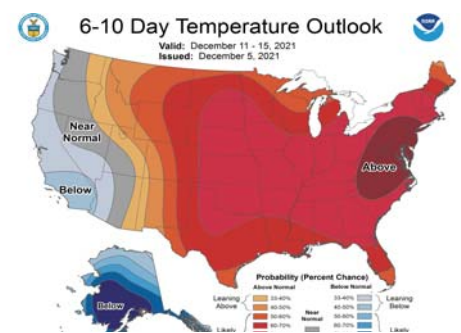 6-10 Day Temperature Outlook
Valid: December 11 - 15, 2021
Issued: December 5, 2021
NOAA
Near
Normal
Below
Above
Below
Probability (Percent Chance)
Above Normal
Below Normal
Leaning
Above
33-40%
40-50%
50-60%
60-70%
Near
Normal
33-40%
40-50%
50-60%
60-70%
Leaning
Below
Likely
Likely